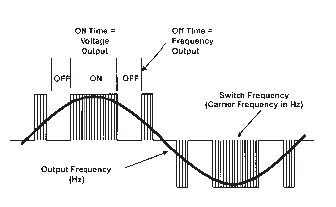 ON Time =
Voltage
Output
Off Time =
Frequency
Output
OFF
ON
OFF
Switch Frequency
(Carrier Frequency in Hz)
Output Frequency
(Hz)